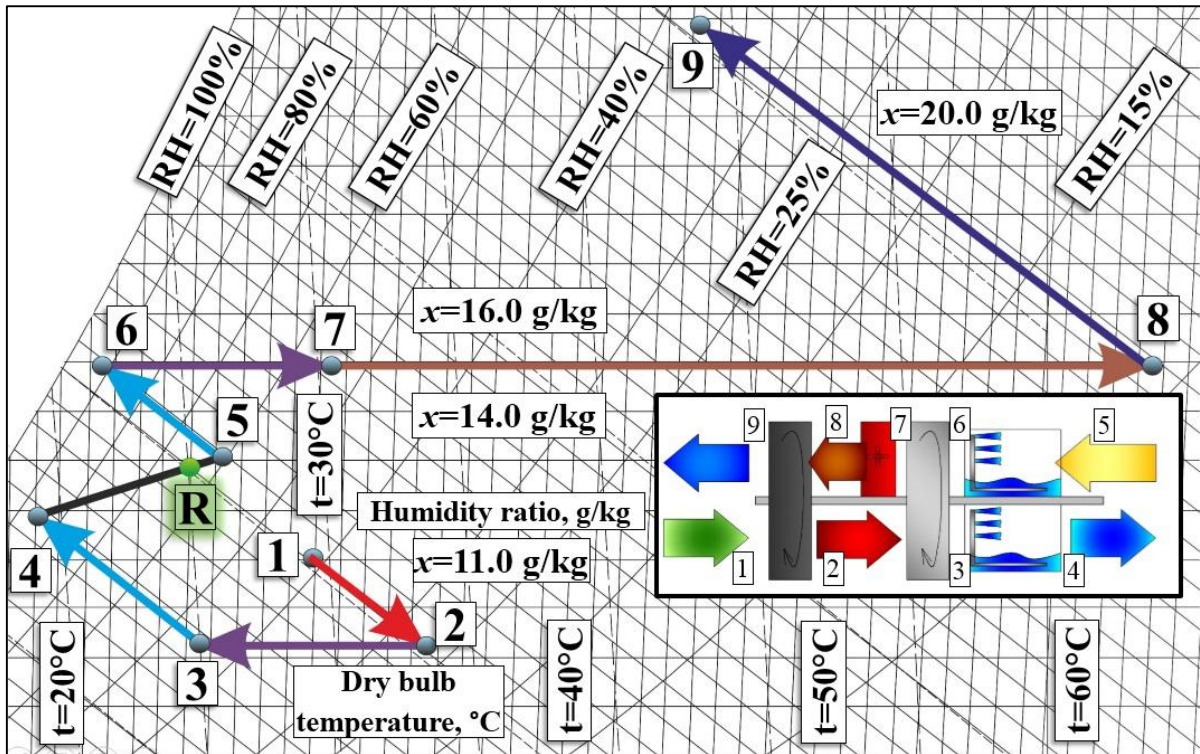 RH=100%
RH=80%
RH=60%
RH=40%
9
x=20.0 g/kg
RH=15%
RH=25%
6
7
x=16.0 g/kg
8
5
x=14.0 g/kg
t=30°C
R
4
1
Humidity ratio, g/kg
x=11.0 g/kg
2
3
t=20°C
Dry bulb
temperature, °C
t=40°C
t=50°C
t=60°C
9
8
7
6
5
1
2
3
4